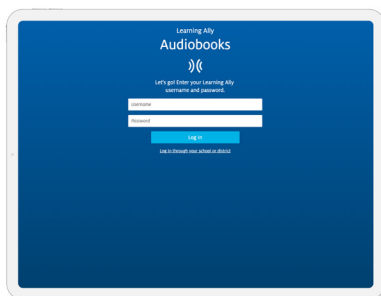 Learning Ally
Audiobooks
Let's go! Enter your Learning Ally
username and password.
Username
Password
Log in
Log in through your school or district